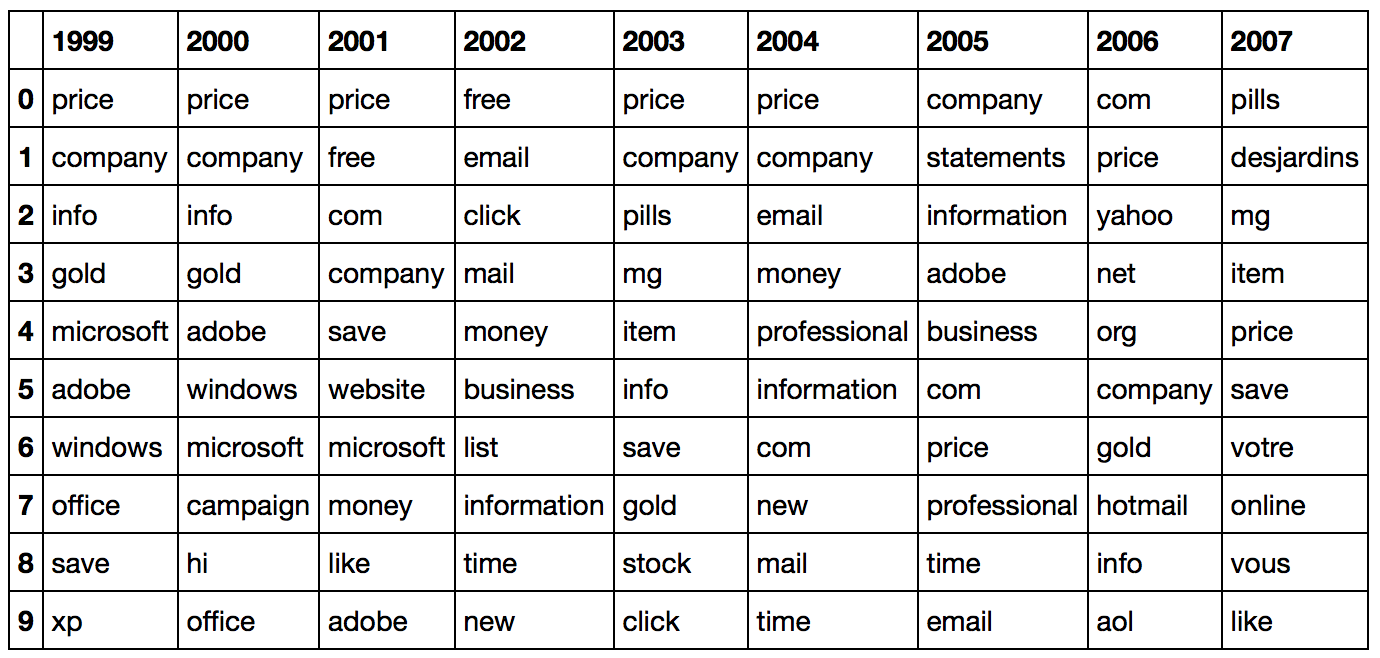 1999 2000 2001 2002 2003 2004 2005 2006 2007
0 price price price free price price company com pills
1 company company free email company company statements price desjardins
2 info info com click pills email information yahoo mg
3 gold gold company mail mg money adobe net item
4 microsoft adobe save money item professional business org price
5 adobe windows website business info information com company save
6 windows microsoft microsoft list save com price gold votre
7 office campaign money information gold new professional hotmail online
8 save hi like time stock mail time info vous
9 xp office adobe new click time email aol like